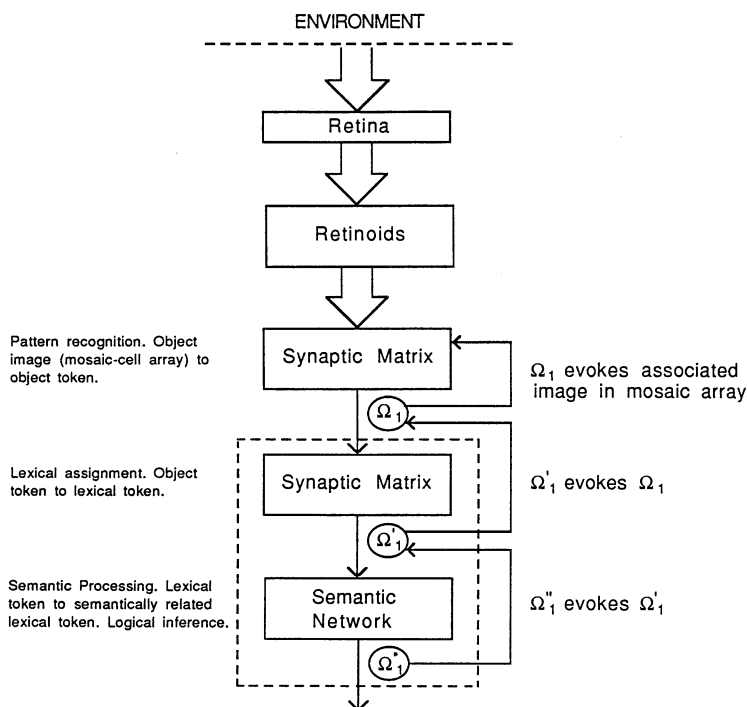 ENVIRONMENT
Retina
Retinoids
Pattern recognition. Object
image (mosaic-cell array) to
object token.
Synaptic Matrix
Ω₁ evokes associated
image in mosaic array
Ω₁
Lexical assignment. Object
token to lexical token.
Synaptic Matrix
Ω'₁ evokes Ω₁
Ω'₁
Semantic Processing. Lexical
token to semantically related
lexical token. Logical inference.
Semantic
Network
Ω"₁ evokes Ω'₁
Ω"₁